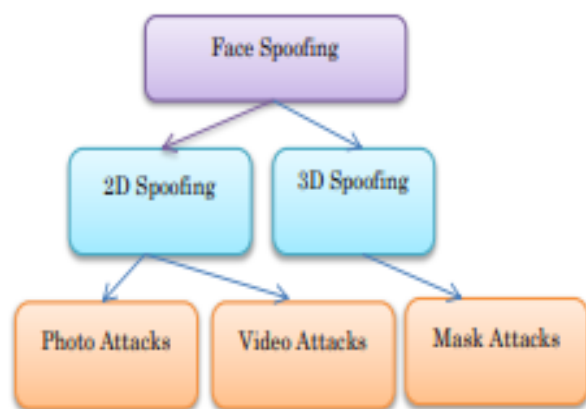 Face Spoofing
2D Spoofing
3D Spoofing
Photo Attacks
Video Attacks
Mask Attacks